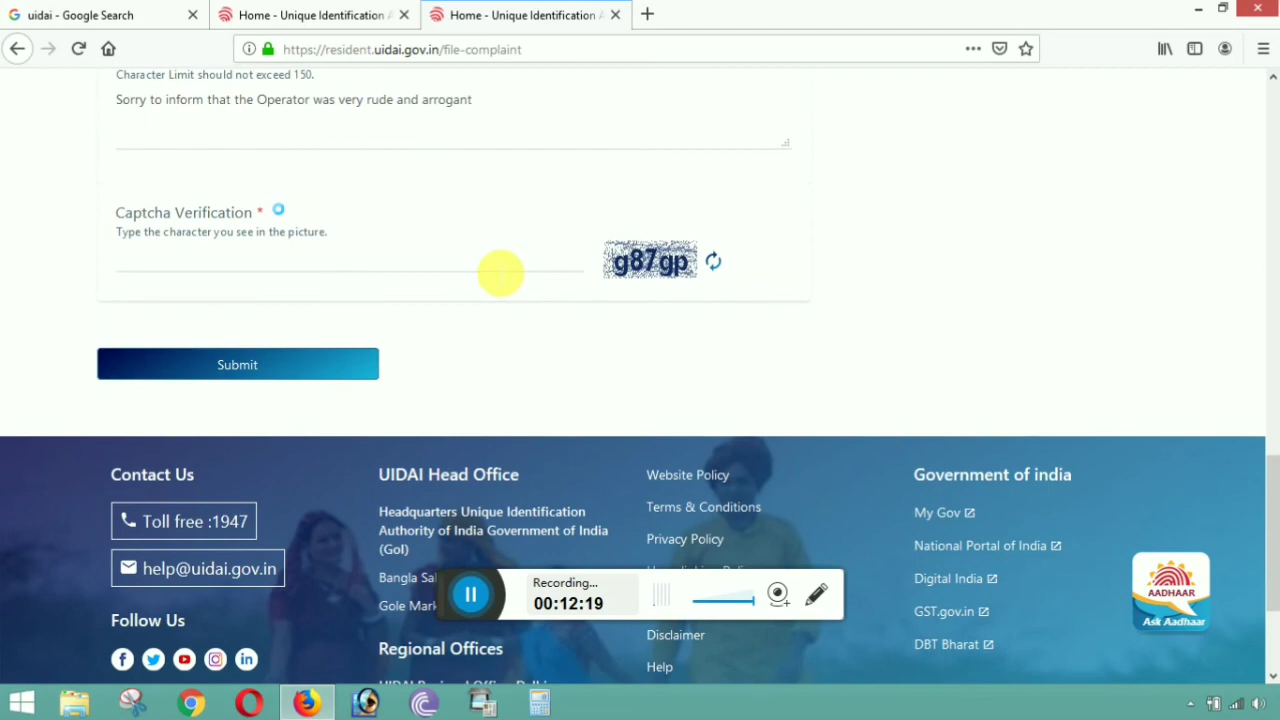 uidai - Google Search
Home - Unique Identification A
Home - Unique Identification A
https://resident.uidai.gov.in/file-complaint
Character Limit should not exceed 150.
Sorry to inform that the Operator was very rude and arrogant
Captcha Verification *
Type the character you see in the picture.
g87gp
Submit
Contact Us
Toll free :1947
help@uidai.gov.in
Follow Us
UIDAI Head Office
Headquarters Unique Identification
Authority of India Government of India
(GoI)
Bangla
Gole
Regional Offices
Website Policy
Terms & Conditions
Privacy Policy
Disclaimer
Help
Government of india
My Gov
National Portal of India
Digital India
GST.gov.in
DBT Bharat
AADHAAR
Ask Aadhaar
Recording...
00:12:19